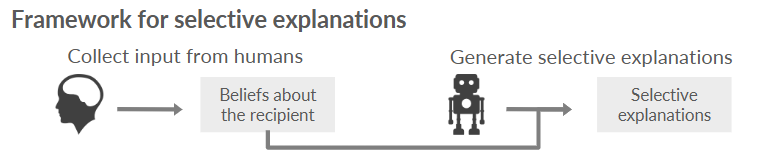 Framework for selective explanations
Collect input from humans
Generate selective explanations
Beliefs about
the recipient
Selective
explanations